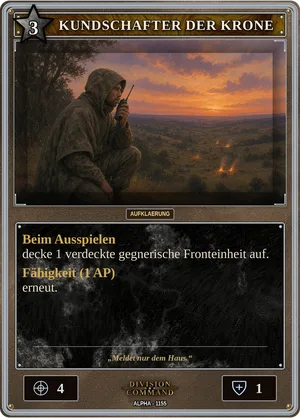 3
KUNDSCHAFTER DER KRONE
AUFKLAERUNG
Beim Ausspielen
decke 1 verdeckte gegnerische Fronteinheit auf.
Fähigkeit (1 AP)
erneut.
„Meldet nur dem Haus.“
4
DIVISION
COMMAND
ALPHA · 1155
1